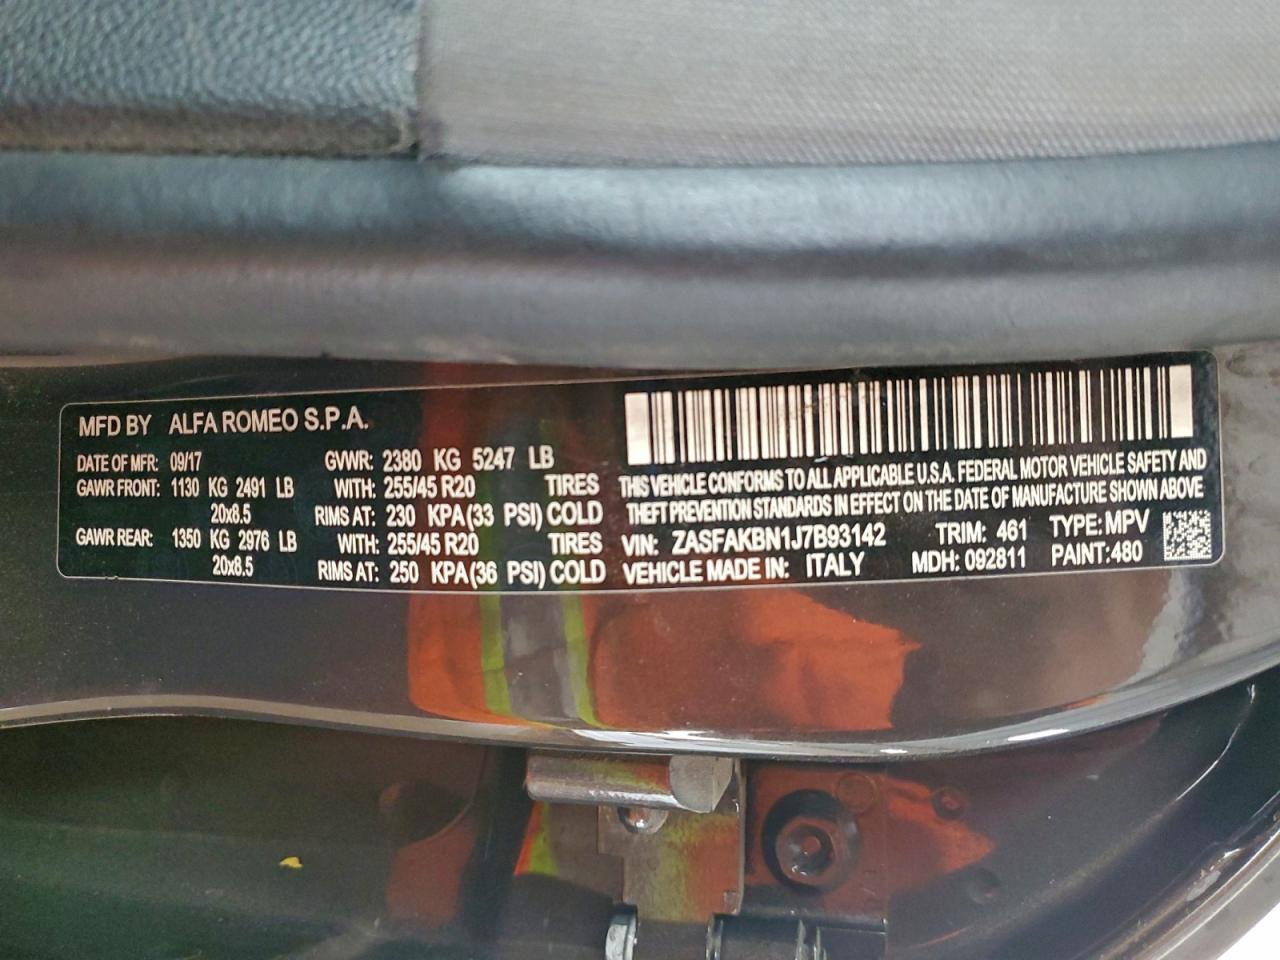 MFD BY ALFA ROMEO S.P.A.
DATE OF MFR: 09/17 GVWR: 2380 KG 5247 LB
GAWR FRONT: 1130 KG 2491 LB WITH: 255/45 R20 TIRES
20x8.5 RIMS AT: 230 KPA(33 PSI) COLD
GAWR REAR: 1350 KG 2976 LB WITH: 255/45 R20 TIRES
20x8.5 RIMS AT: 250 KPA(36 PSI) COLD
THIS VEHICLE CONFORMS TO ALL APPLICABLE U.S.A. FEDERAL MOTOR VEHICLE SAFETY AND
THEFT PREVENTION STANDARDS IN EFFECT ON THE DATE OF MANUFACTURE SHOWN ABOVE
VIN: ZASFAKBN1J7B93142 TRIM: 461 TYPE: MPV
VEHICLE MADE IN: ITALY MDH: 092811 PAINT: 480